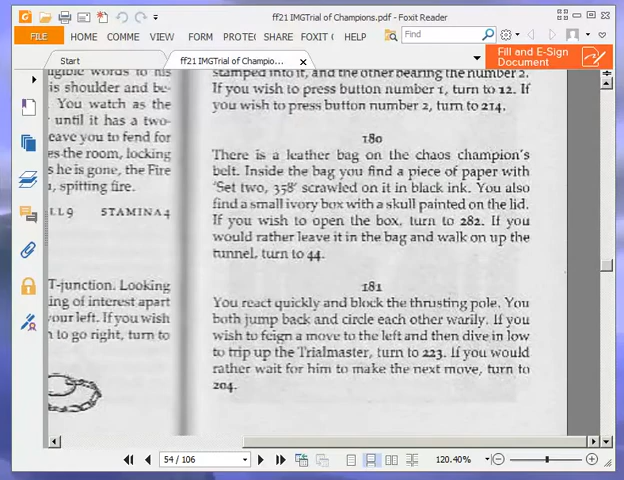 ff21 IMGTrial of Champions.pdf - Foxit Reader
FILE HOME COMME VIEW FORM PROTE SHARE FOXIT C HELP Find
Start ff21 IMGTrial of Champio...
Fill and E-Sign
Document
words to his
is shoulder and be-
You watch as the
until it has a two-
eave you to fend for
es the room, locking
s he is gone, the Fire
, spitting fire.
LL9 STAMINA4
T-junction. Looking
ing of interest apart
your left. If you wish
to go right, turn to
stamped into it, and the other bearing the number 2.
If you wish to press button number 1, turn to 12. If
you wish to press button number 2, turn to 214.
180
There is a leather bag on the chaos champion's
belt. Inside the bag you find a piece of paper with
'Set two, 358' scrawled on it in black ink. You also
find a small ivory box with a skull painted on the lid.
If you wish to open the box, turn to 282. If you
would rather leave it in the bag and walk on up the
tunnel, turn to 44.
181
You react quickly and block the thrusting pole. You
both jump back and circle each other warily. If you
wish to feign a move to the left and then dive in low
to trip up the Trialmaster, turn to 223. If you would
rather wait for him to make the next move, turn to
204.
54 / 106 120.40%